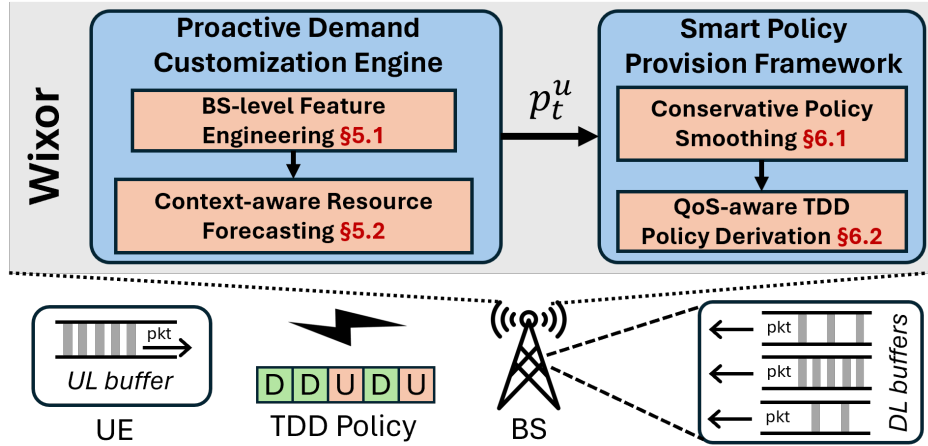 Wixor
Proactive Demand
Customization Engine
BS-level Feature
Engineering §5.1
Context-aware Resource
Forecasting §5.2
p_t^u
Smart Policy
Provision Framework
Conservative Policy
Smoothing §6.1
QoS-aware TDD
Policy Derivation §6.2
pkt
UL buffer
UE
D D U D U
TDD Policy
BS
pkt
pkt
pkt
DL buffers